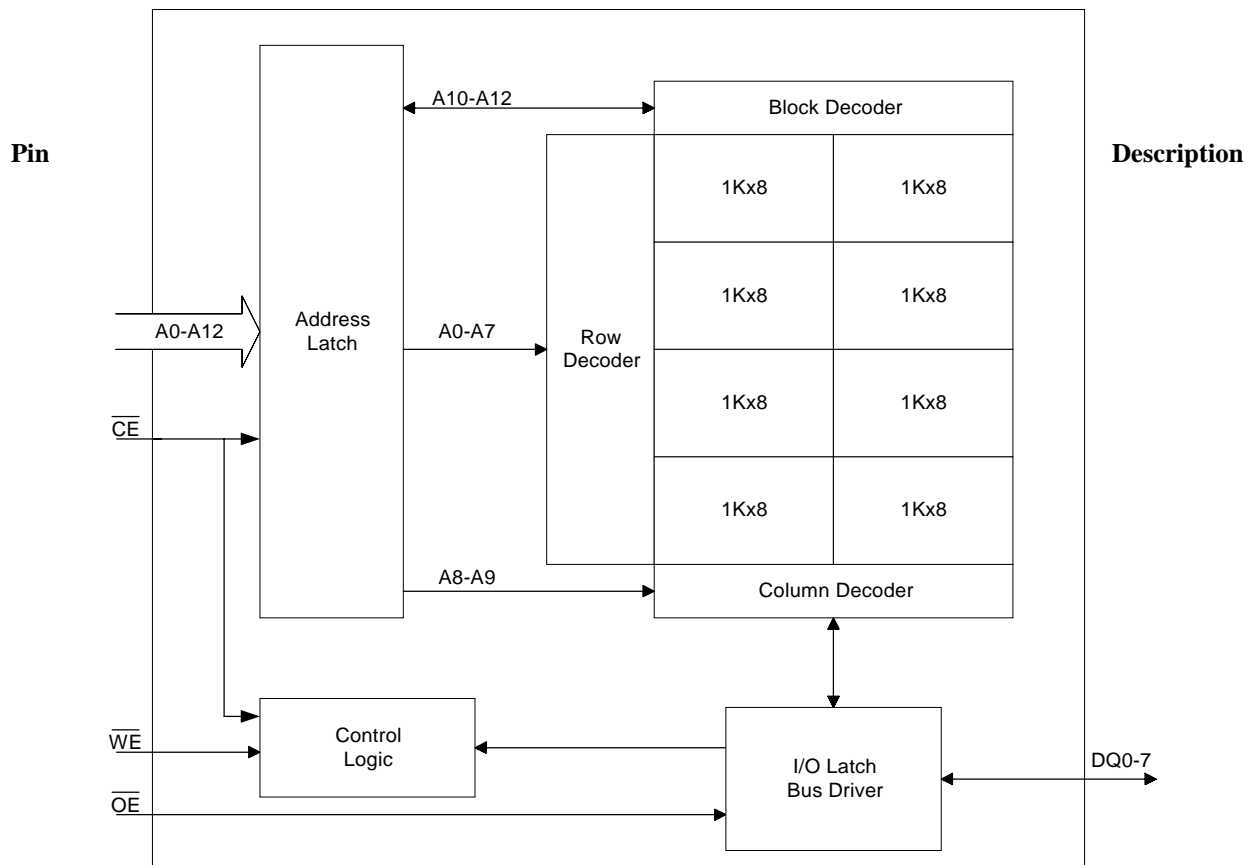 A10-A12
Block Decoder
Pin
Description
1Kx8
1Kx8
1Kx8
1Kx8
A0-A12
Address
Latch
A0-A7
Row
Decoder
1Kx8
1Kx8
CE
1Kx8
1Kx8
A8-A9
Column Decoder
Control
Logic
WE
I/O Latch
Bus Driver
DQ0-7
OE